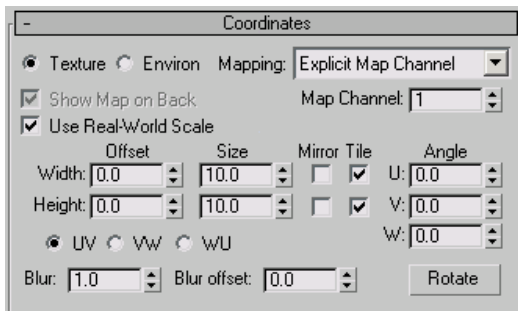 - Coordinates
Texture Environ Mapping: Explicit Map Channel
Show Map on Back Map Channel: 1
Use Real-World Scale
Offset Size Mirror Tile Angle
Width: 0.0 10.0 U: 0.0
Height: 0.0 10.0 V: 0.0
W: 0.0
UV VW WU
Blur: 1.0 Blur offset: 0.0 Rotate